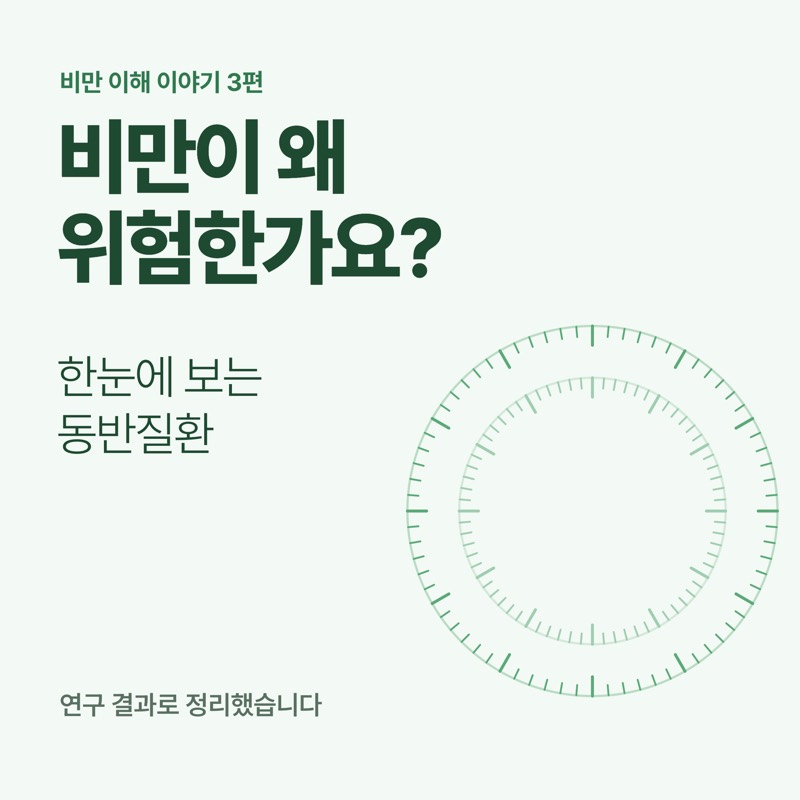 비만 이해 이야기 3편
비만이 왜
위험한가요?
한눈에 보는
동반질환
연구 결과로 정리했습니다